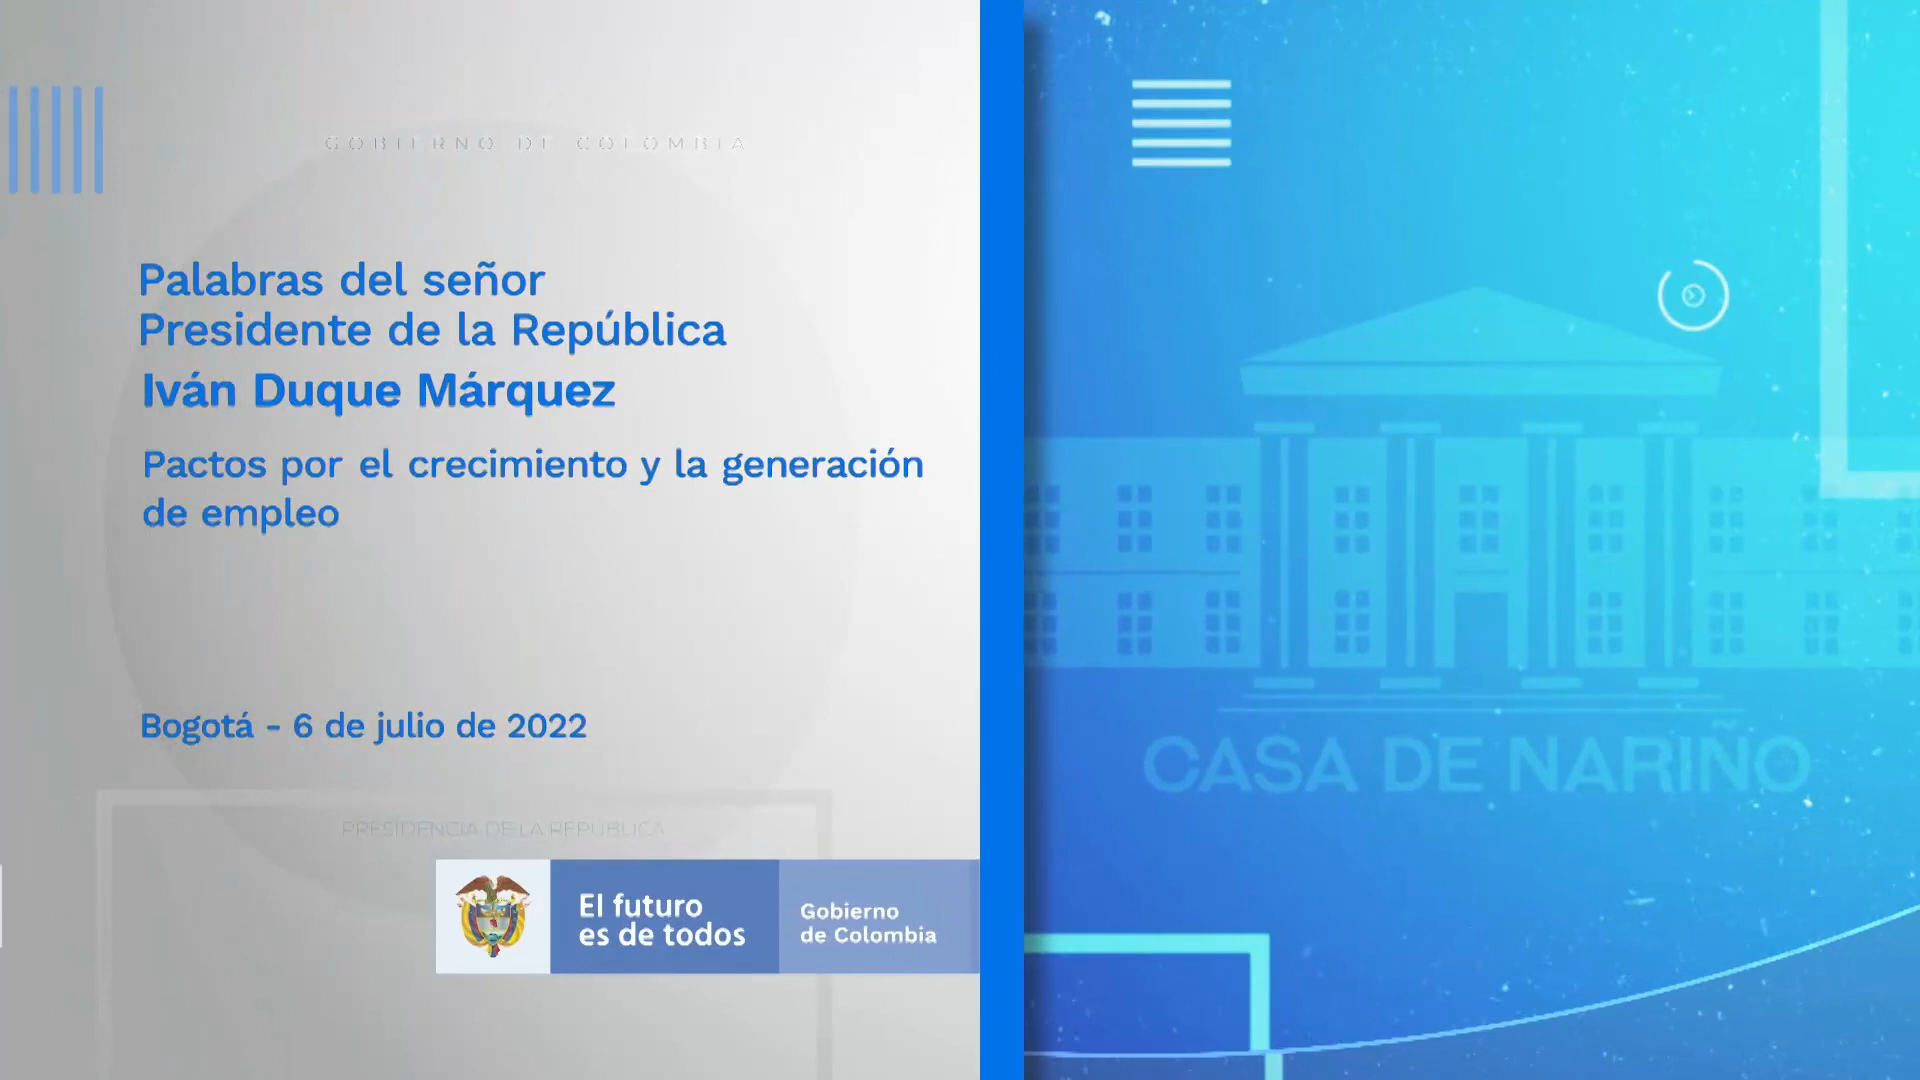 GOBIERNO DE COLOMBIA
Palabras del señor
Presidente de la República
Iván Duque Márquez
Pactos por el crecimiento y la generación
de empleo
Bogotá - 6 de julio de 2022
PRESIDENCIA DE LA REPÚBLICA
El futuro
es de todos
Gobierno
de Colombia
CASA DE NARIÑO